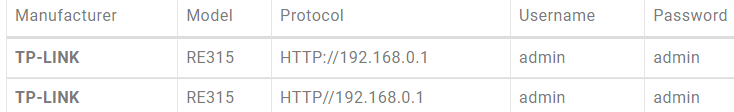 Manufacturer Model Protocol Username Password
TP-LINK RE315 HTTP://192.168.0.1 admin admin
TP-LINK RE315 HTTP//192.168.0.1 admin admin